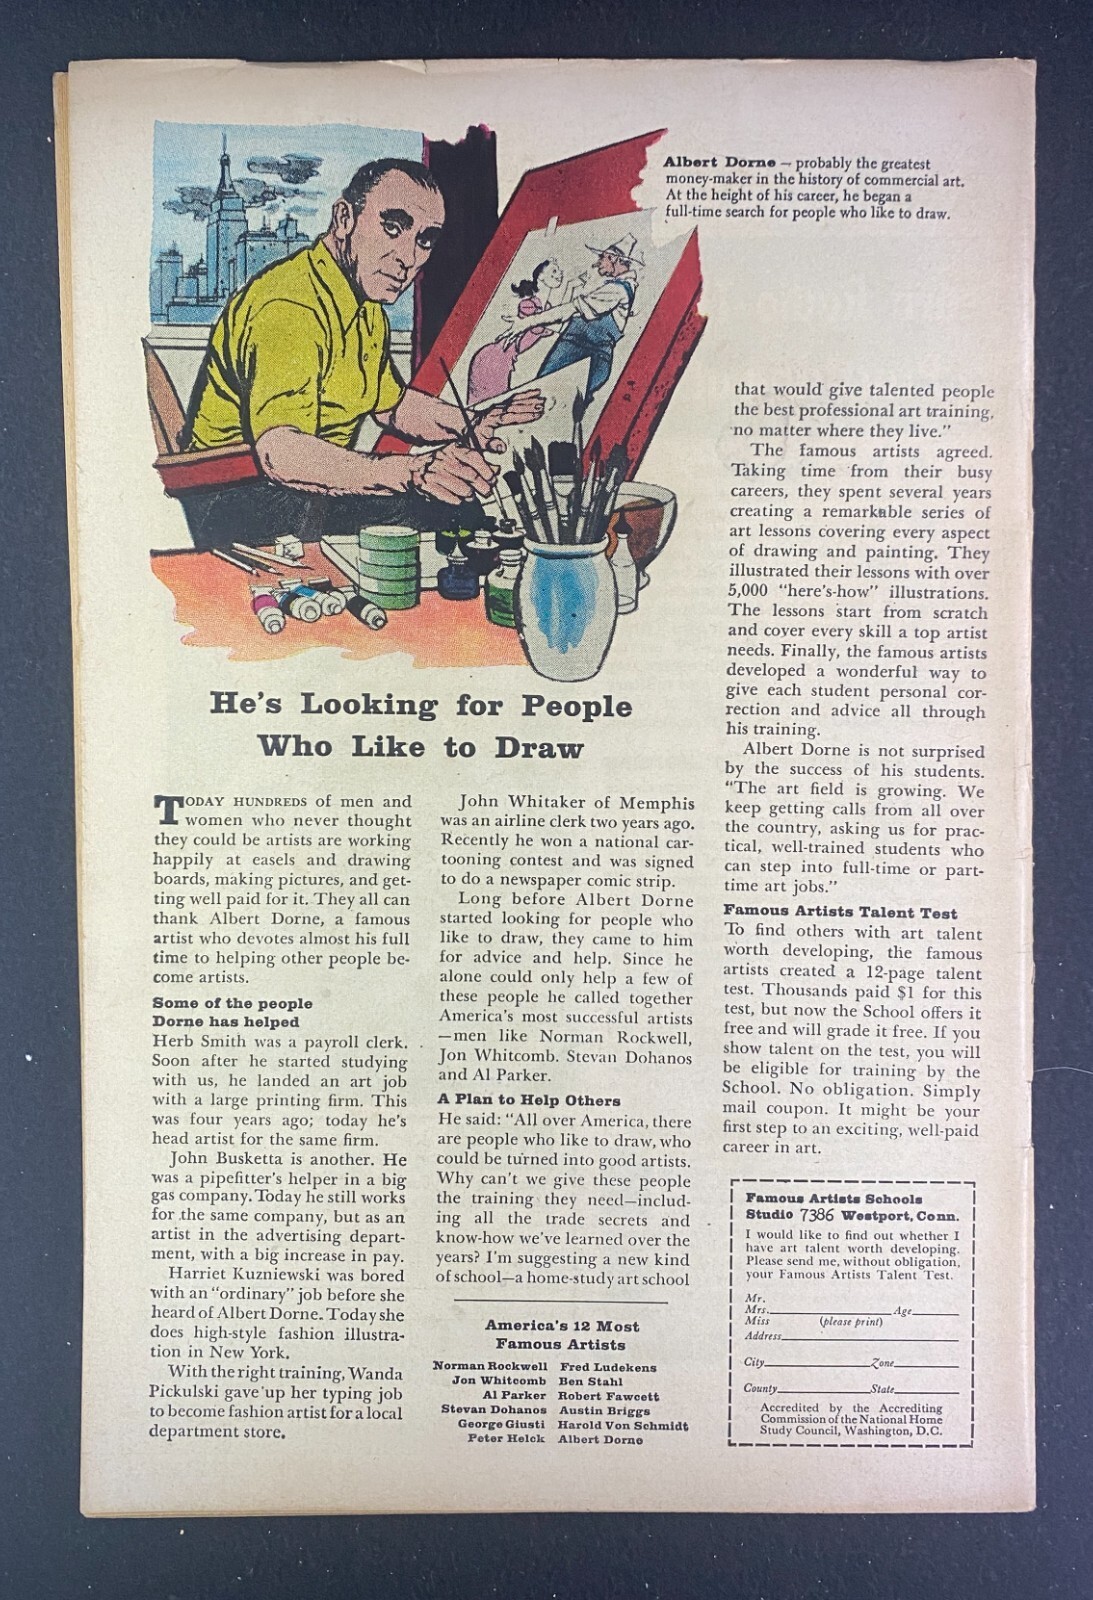 Albert Dorne — probably the greatest
money-maker in the history of commercial art.
At the height of his career, he began a
full-time search for people who like to draw.
He's Looking for People
Who Like to Draw
TODAY HUNDREDS of men and
women who never thought
they could be artists are working
happily at easels and drawing
boards, making pictures, and get-
ting well paid for it. They all can
thank Albert Dorne, a famous
artist who devotes almost his full
time to helping other people be-
come artists.
Some of the people
Dorne has helped
Herb Smith was a payroll clerk.
Soon after he started studying
with us, he landed an art job
with a large printing firm. This
was four years ago; today he's
head artist for the same firm.
John Busketta is another. He
was a pipefitter's helper in a big
gas company. Today he still works
for the same company, but as an
artist in the advertising depart-
ment, with a big increase in pay.
Harriet Kuzniewski was bored
with an "ordinary" job before she
heard of Albert Dorne. Today she
does high-style fashion illustra-
tion in New York.
With the right training, Wanda
Pickulski gave up her typing job
to become fashion artist for a local
department store.
John Whitaker of Memphis
was an airline clerk two years ago.
Recently he won a national car-
tooning contest and was signed
to do a newspaper comic strip.
Long before Albert Dorne
started looking for people who
like to draw, they came to him
for advice and help. Since he
alone could only help a few of
these people he called together
America's most successful artists
—men like Norman Rockwell,
Jon Whitcomb. Stevan Dohanos
and Al Parker.
A Plan to Help Others
He said: "All over America, there
are people who like to draw, who
could be turned into good artists.
Why can't we give these people
the training they need—includ-
ing all the trade secrets and
know-how we've learned over the
years? I'm suggesting a new kind
of school—a home-study art school
America's 12 Most
Famous Artists
Norman Rockwell Fred Ludekens
Jon Whitcomb Ben Stahl
Al Parker Robert Fawcett
Stevan Dohanos Austin Briggs
George Giusti Harold Von Schmidt
Peter Helck Albert Dorne
that would give talented people
the best professional art training,
no matter where they live."
The famous artists agreed.
Taking time from their busy
careers, they spent several years
creating a remarkable series of
art lessons covering every aspect
of drawing and painting. They
illustrated their lessons with over
5,000 "here's-how" illustrations.
The lessons start from scratch
and cover every skill a top artist
needs. Finally, the famous artists
developed a wonderful way to
give each student personal cor-
rection and advice all through
his training.
Albert Dorne is not surprised
by the success of his students.
"The art field is growing. We
keep getting calls from all over
the country, asking us for prac-
tical, well-trained students who
can step into full-time or part-
time art jobs."
Famous Artists Talent Test
To find others with art talent
worth developing, the famous
artists created a 12-page talent
test. Thousands paid $1 for this
test, but now the School offers it
free and will grade it free. If you
show talent on the test, you will
be eligible for training by the
School. No obligation. Simply
mail coupon. It might be your
first step to an exciting, well-paid
career in art.
Famous Artists Schools
Studio 7386 Westport, Conn.
I would like to find out whether I
have art talent worth developing.
Please send me, without obligation,
your Famous Artists Talent Test.
Mr.
Mrs. Age
Miss (please print)
Address
City Zone
County State
Accredited by the Accrediting
Commission of the National Home
Study Council, Washington, D.C.